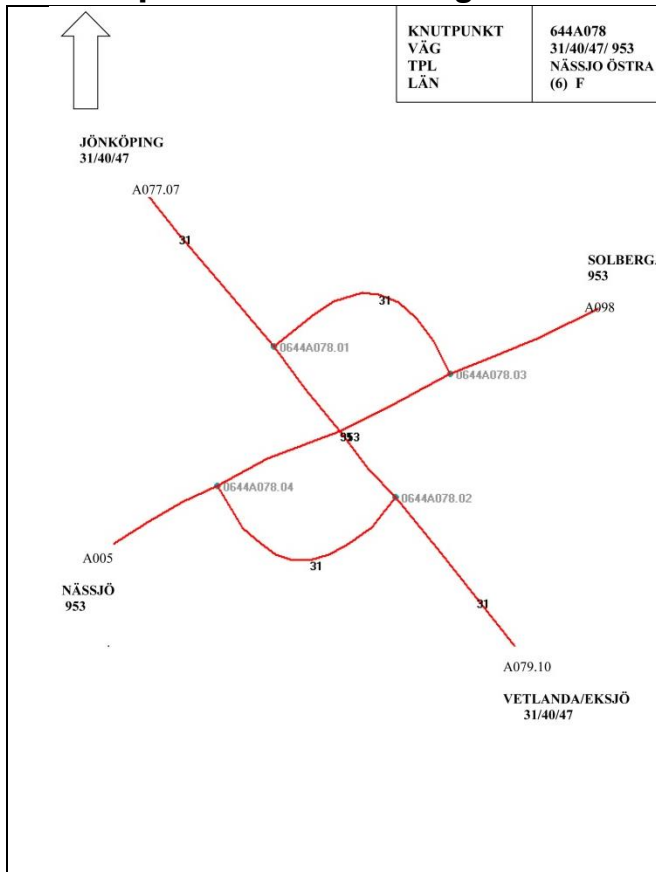 KNUTPUNKT 644A078
VÄG 31/40/47/ 953
TPL NÄSSJO ÖSTRA
LÄN (6) F
JÖNKÖPING
31/40/47
A077.07
31
SOLBERGA
953
31
A098
0644A078.01
0644A078.03
953
0644A078.04
0644A078.02
A005
31
NÄSSJÖ
953
31
A079.10
VETLANDA/EKSJÖ
31/40/47